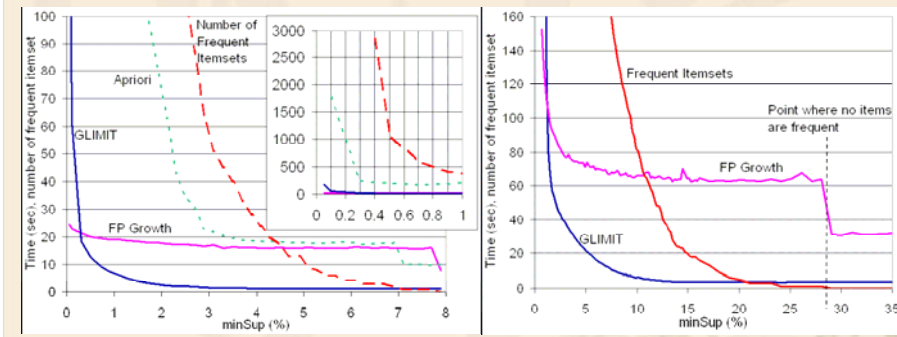 Time (sec), number of frequent itemset
100
90
80
70
60
50
40
30
20
10
0
Number of
Frequent
Itemsets
Apriori
GLIMIT
FP Growth
3000
2500
2000
1500
1000
500
0
0 0.2 0.4 0.6 0.8 1
0 1 2 3 4 5 6 7 8
minSup (%)
Time (sec), number of frequent itemset
160
140
120
100
80
60
40
20
0
Frequent Itemsets
Point where no items
are frequent
FP Growth
GLIMIT
0 5 10 15 20 25 30 35
minSup (%)